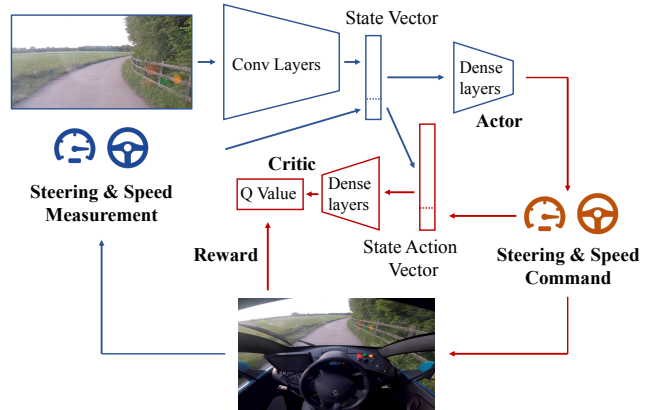 State Vector
Conv Layers
Dense
layers
Actor
Critic
Steering & Speed
Measurement
Q Value
Dense
layers
State Action
Vector
Reward
Steering & Speed
Command